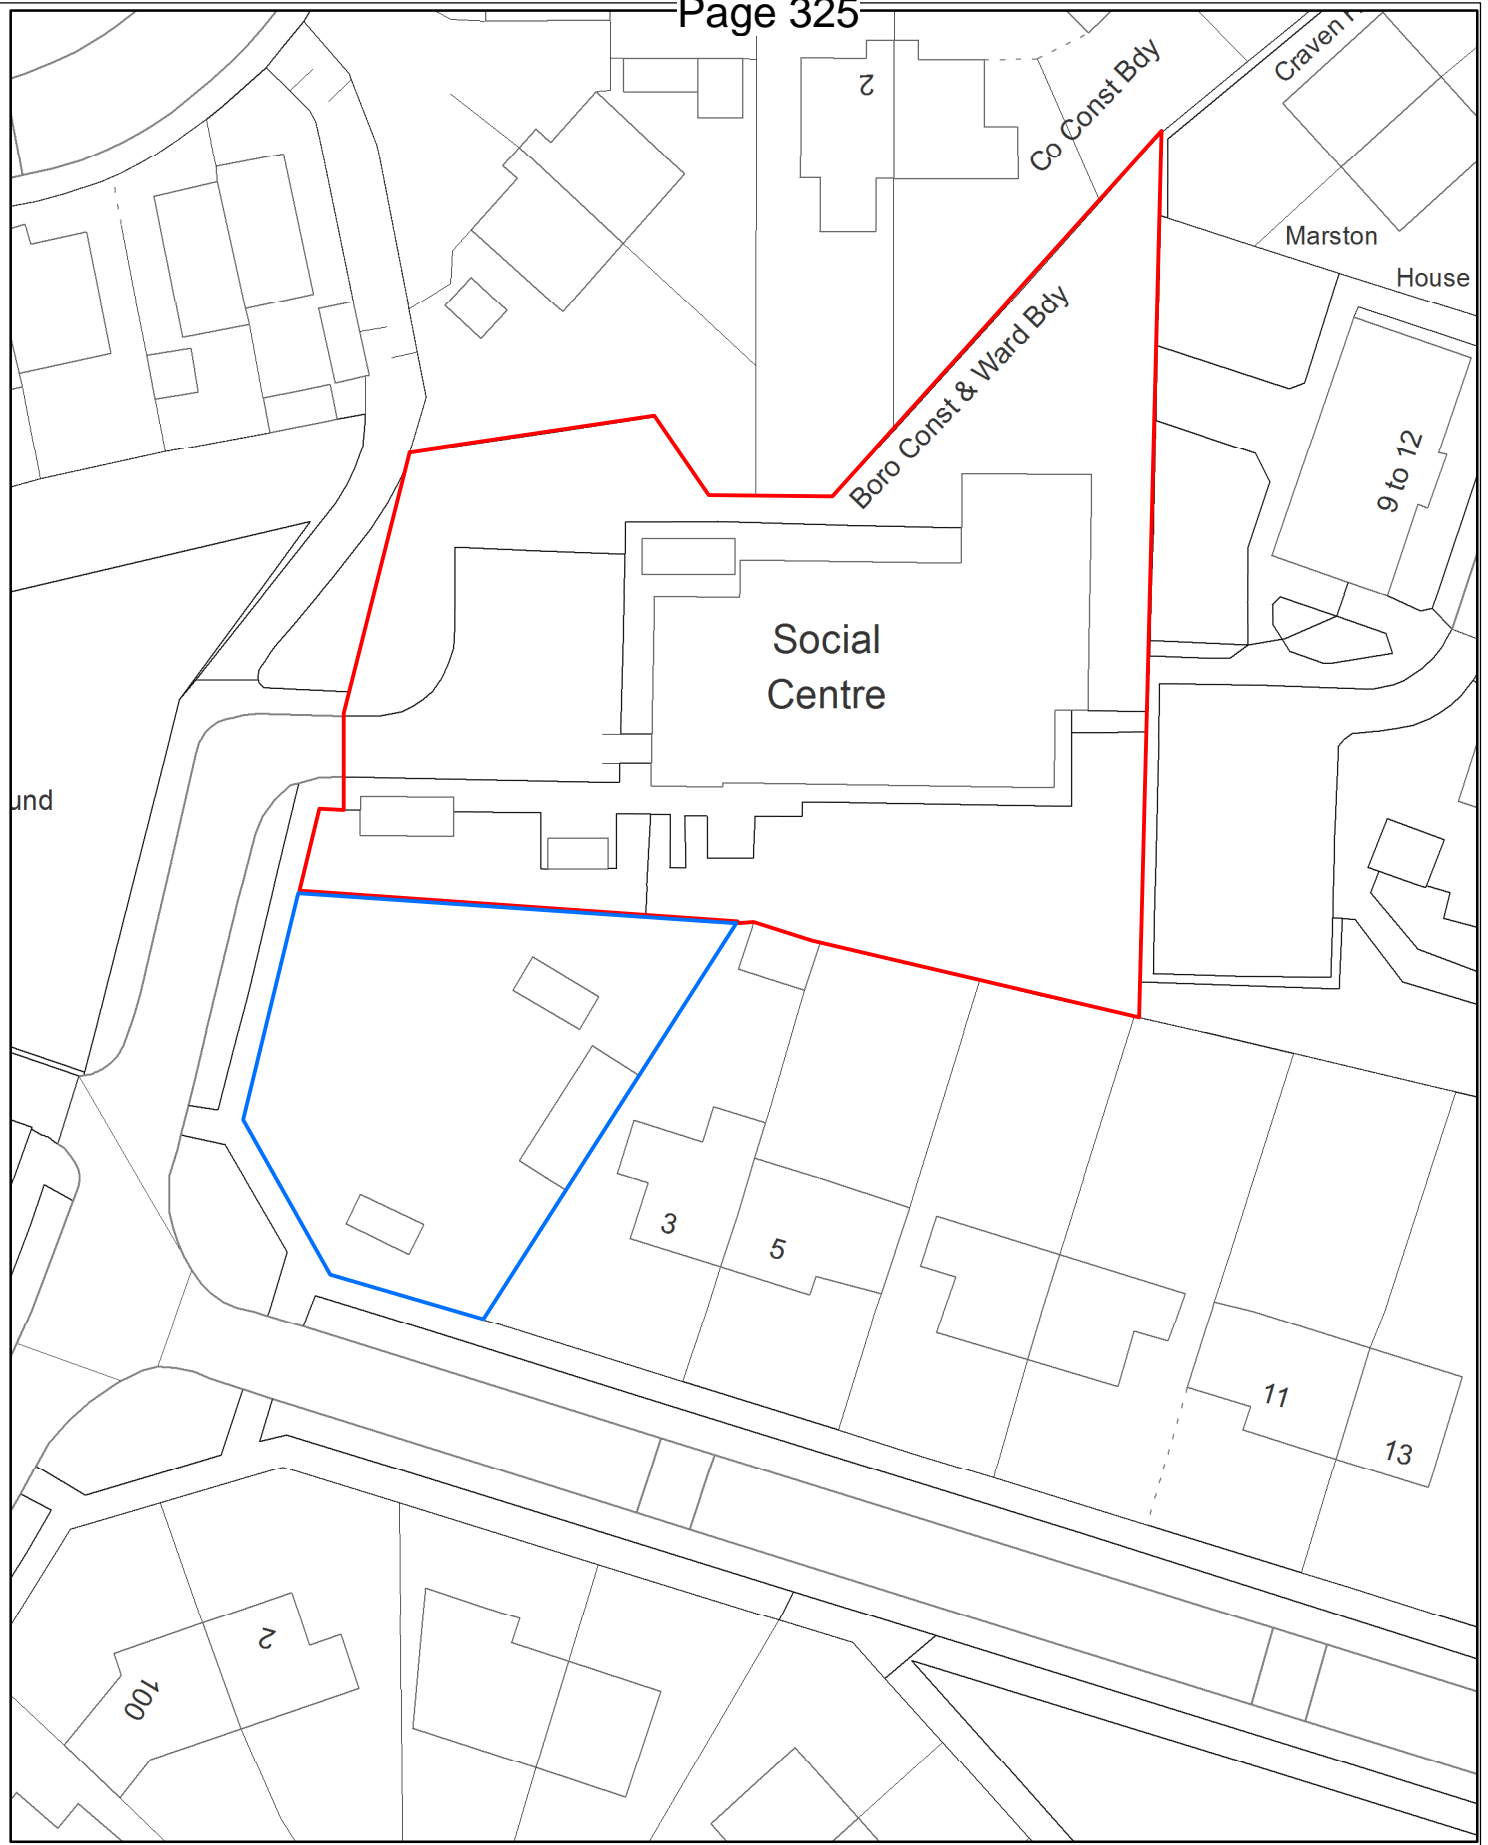 Page 325
2
Co Const Bdy
Craven
Marston
House
Boro Const & Ward Bdy
9 to 12
Social
Centre
und
3
5
11
13
2
100